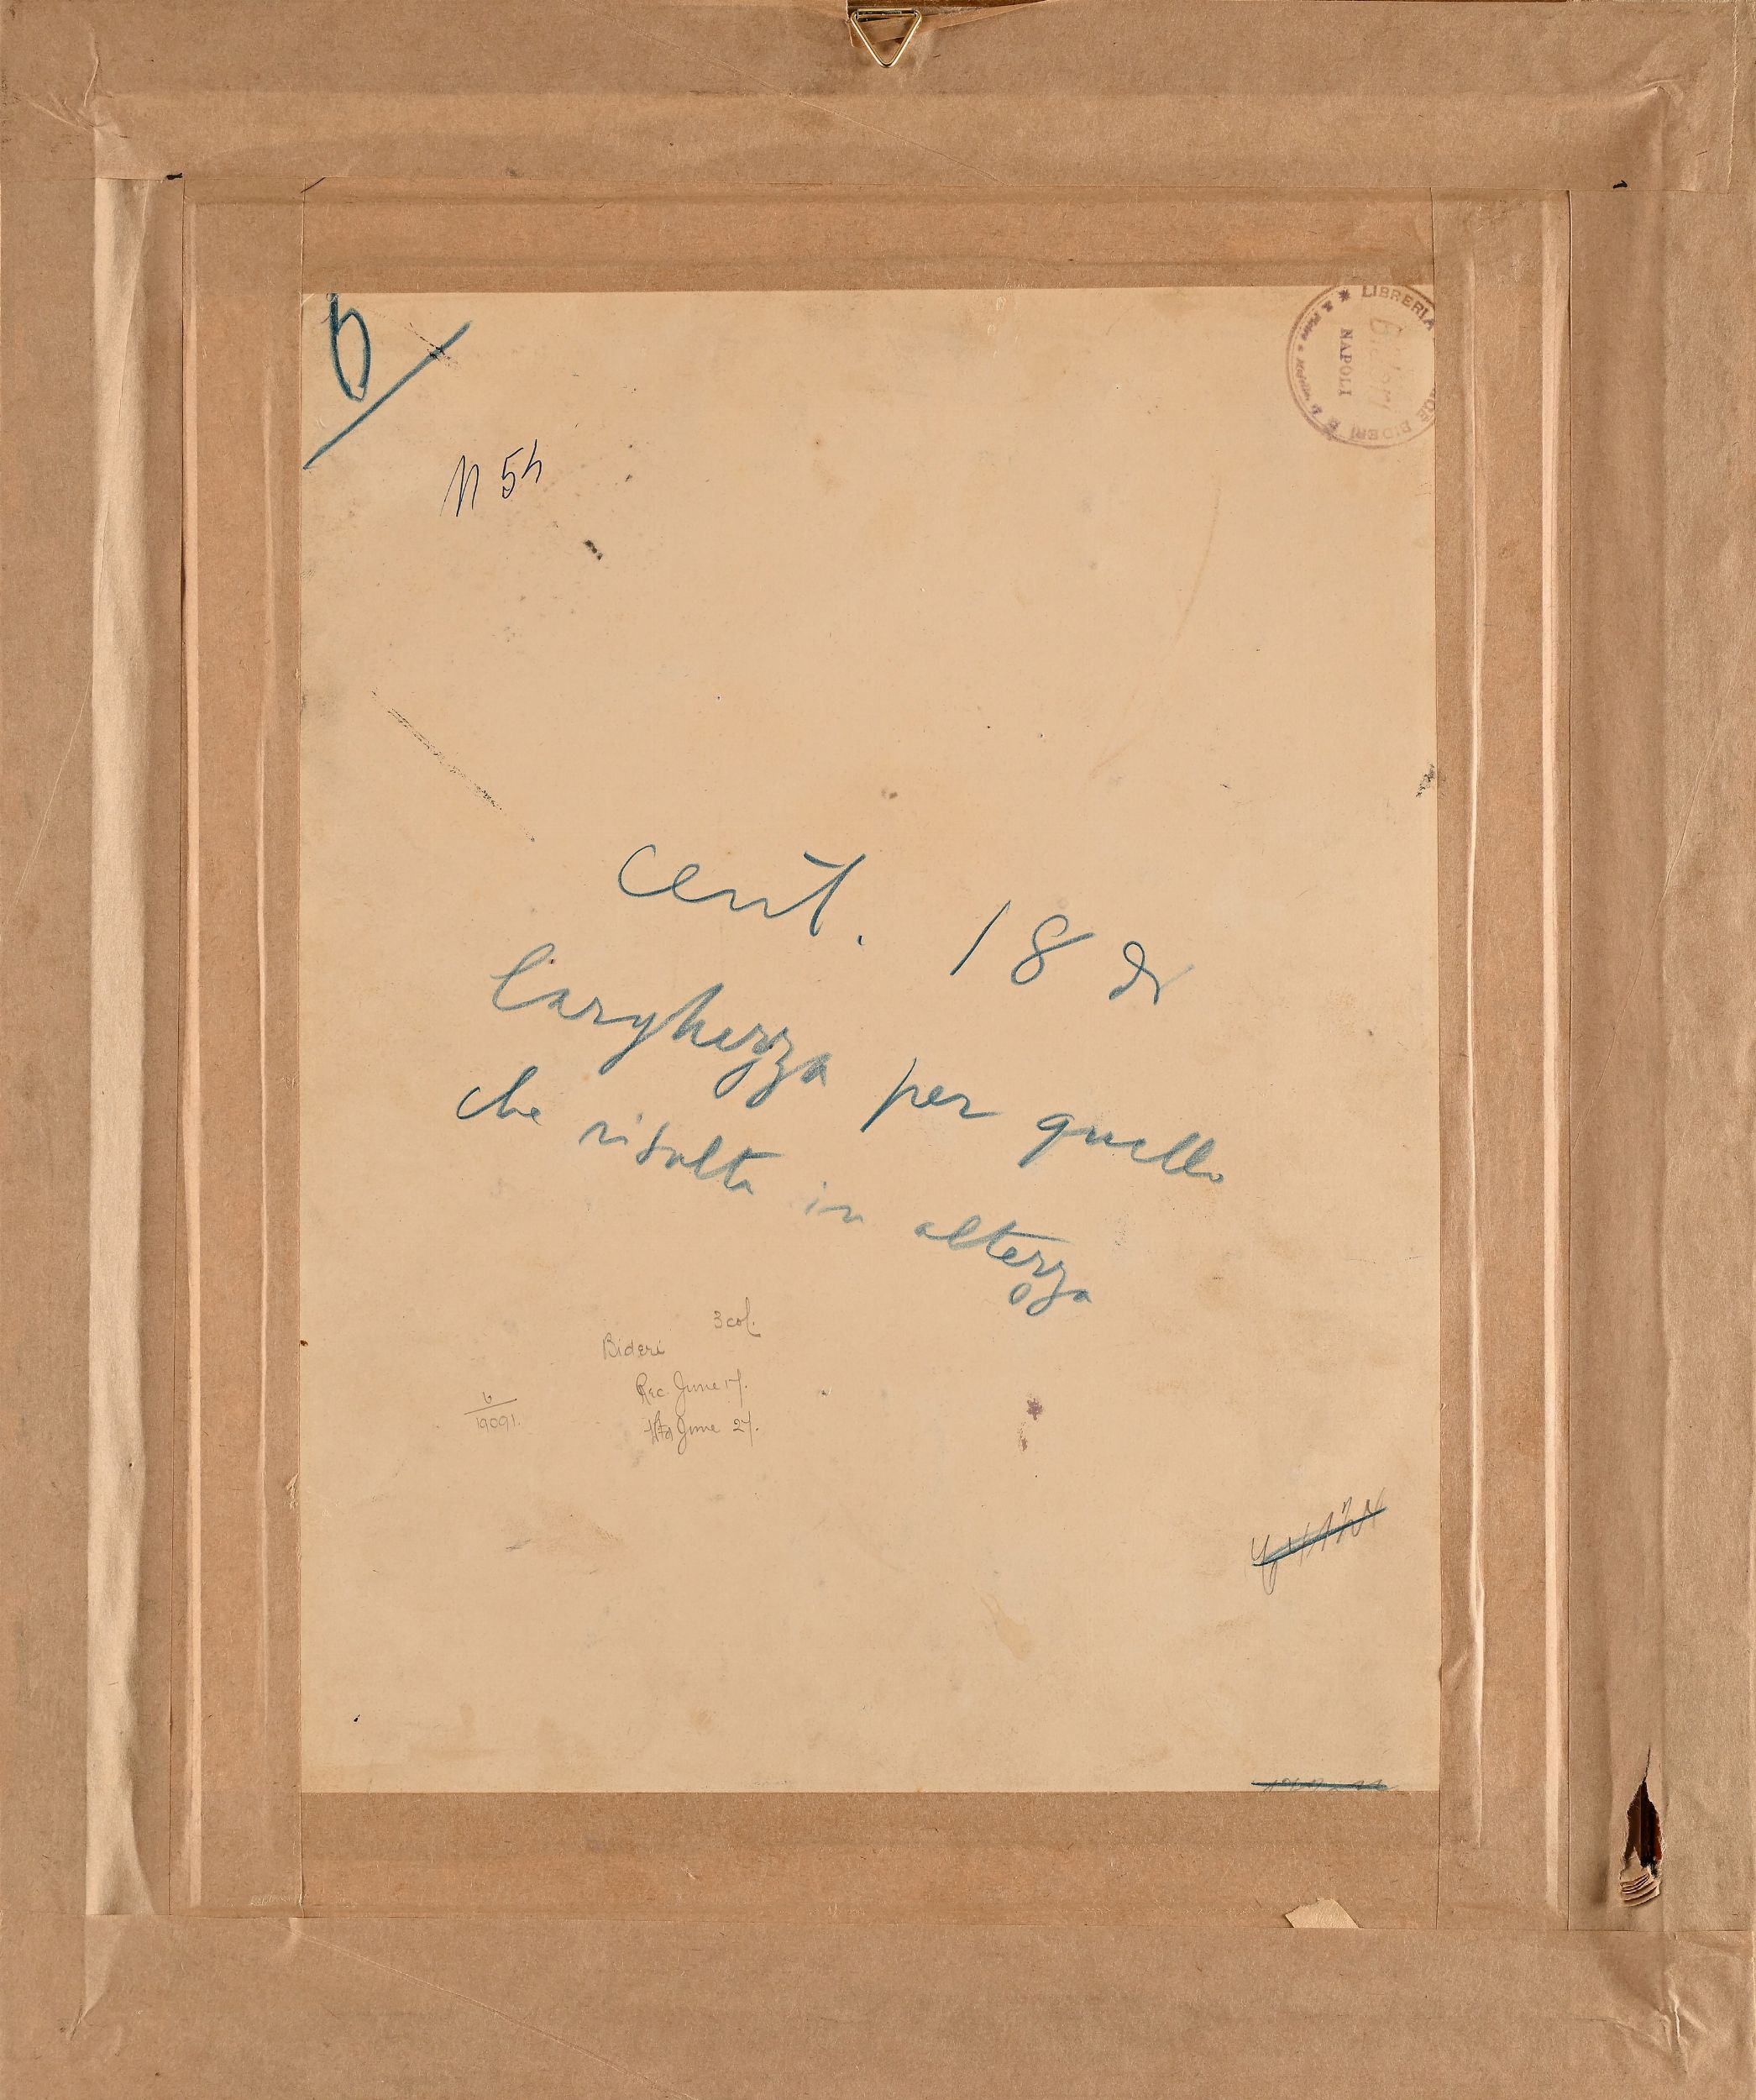 6
LIBRERIA
BIDERI
NAPOLI
N 54
cent. 18 di
larghezza per quello
che risulta in altezza
3 col.
Bideri
Rec June 17.
June 27.
6
19091.